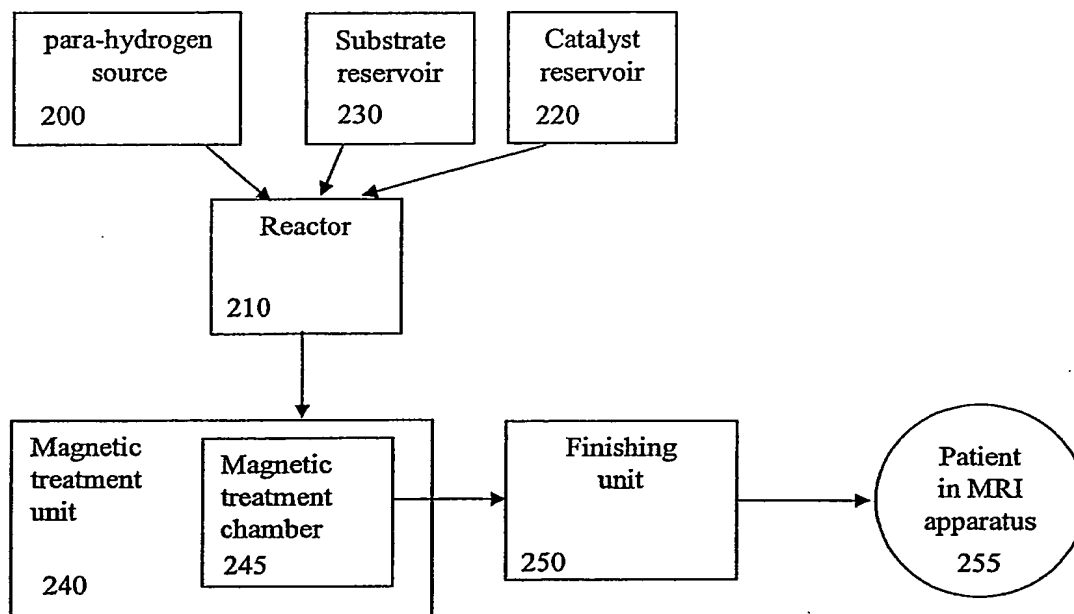 para-hydrogen
source
200
Substrate
reservoir
230
Catalyst
reservoir
220
Reactor
210
Magnetic
treatment
unit
240
Magnetic
treatment
chamber
245
Finishing
unit
250
Patient
in MRI
apparatus
255